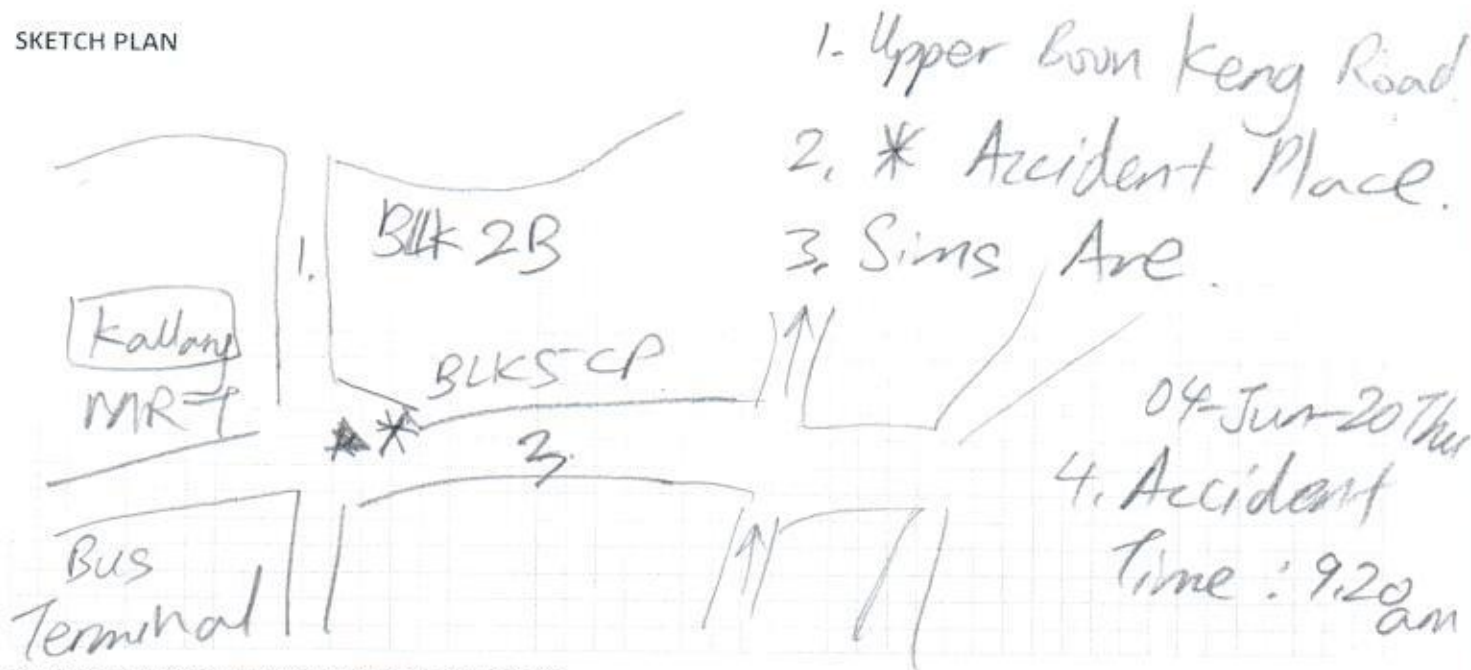 SKETCH PLAN
1. Upper Boon Keng Road
2. * Accident Place.
3. Sims Ave.
1.
BLK 2B
Kallang
MRT
BLK 5 CP
* *
3.
Bus
Terminal
04-Jun-20 Thu
4. Accident
Time : 9.20
am